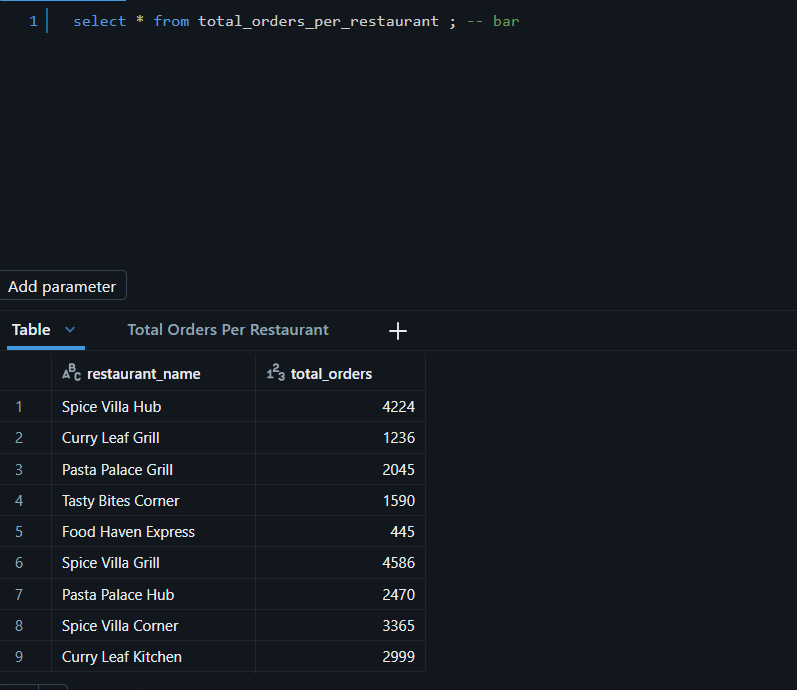 1 select * from total_orders_per_restaurant ; -- bar
Add parameter
Table Total Orders Per Restaurant +
ABC restaurant_name 123 total_orders
1 Spice Villa Hub 4224
2 Curry Leaf Grill 1236
3 Pasta Palace Grill 2045
4 Tasty Bites Corner 1590
5 Food Haven Express 445
6 Spice Villa Grill 4586
7 Pasta Palace Hub 2470
8 Spice Villa Corner 3365
9 Curry Leaf Kitchen 2999